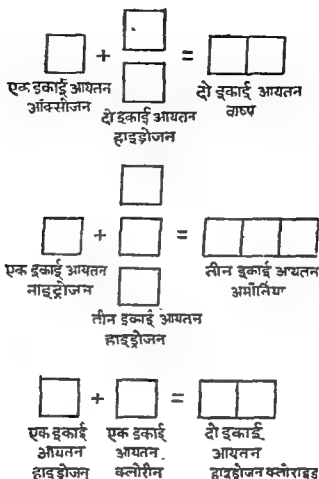 + =
एक इकाई आयतन
ऑक्सीजन
दो इकाई आयतन
हाइड्रोजन
दो इकाई आयतन
वाष्प
+ =
एक इकाई आयतन
नाइट्रोजन
तीन इकाई आयतन
हाइड्रोजन
तीन इकाई आयतन
अमोनिया
+ =
एक इकाई
आयतन
हाइड्रोजन
एक इकाई
आयतन
क्लोरीन
दो इकाई
आयतन
हाइड्रोजन क्लोराइड